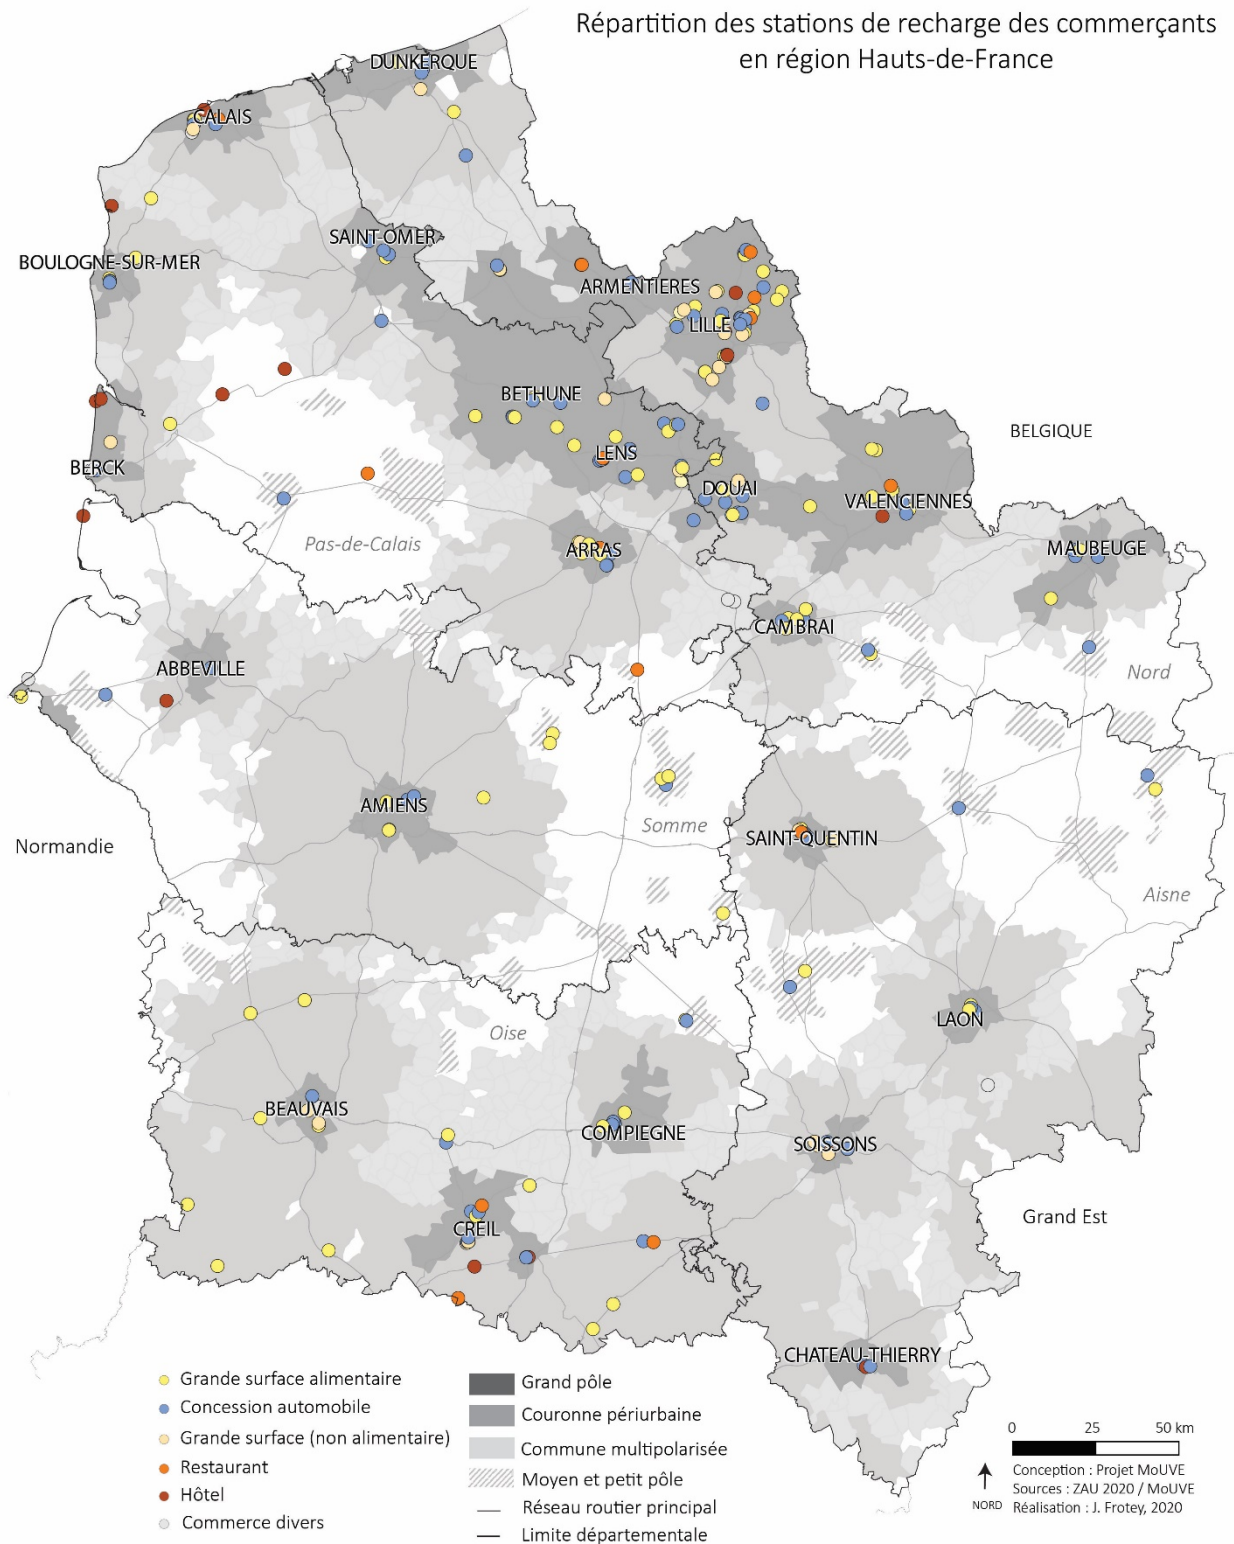 Répartition des stations de recharge des commerçants
en région Hauts-de-France
DUNKERQUE
CALAIS
SAINT-OMER
BOULOGNE-SUR-MER
ARMENTIERES
LILLE
BETHUNE
BELGIQUE
LENS
BERCK
DOUAI
VALENCIENNES
Pas-de-Calais
ARRAS
MAUBEUGE
CAMBRAI
ABBEVILLE
Nord
AMIENS
Somme
SAINT-QUENTIN
Normandie
Aisne
LAON
Oise
BEAUVAIS
COMPIEGNE
SOISSONS
Grand Est
CREIL
CHATEAU-THIERRY
Grande surface alimentaire
Concession automobile
Grande surface (non alimentaire)
Restaurant
Hôtel
Commerce divers
Grand pôle
Couronne périurbaine
Commune multipolarisée
Moyen et petit pôle
Réseau routier principal
Limite départementale
0 25 50 km
NORD
Conception : Projet MoUVE
Sources : ZAU 2020 / MoUVE
Réalisation : J. Frotey, 2020